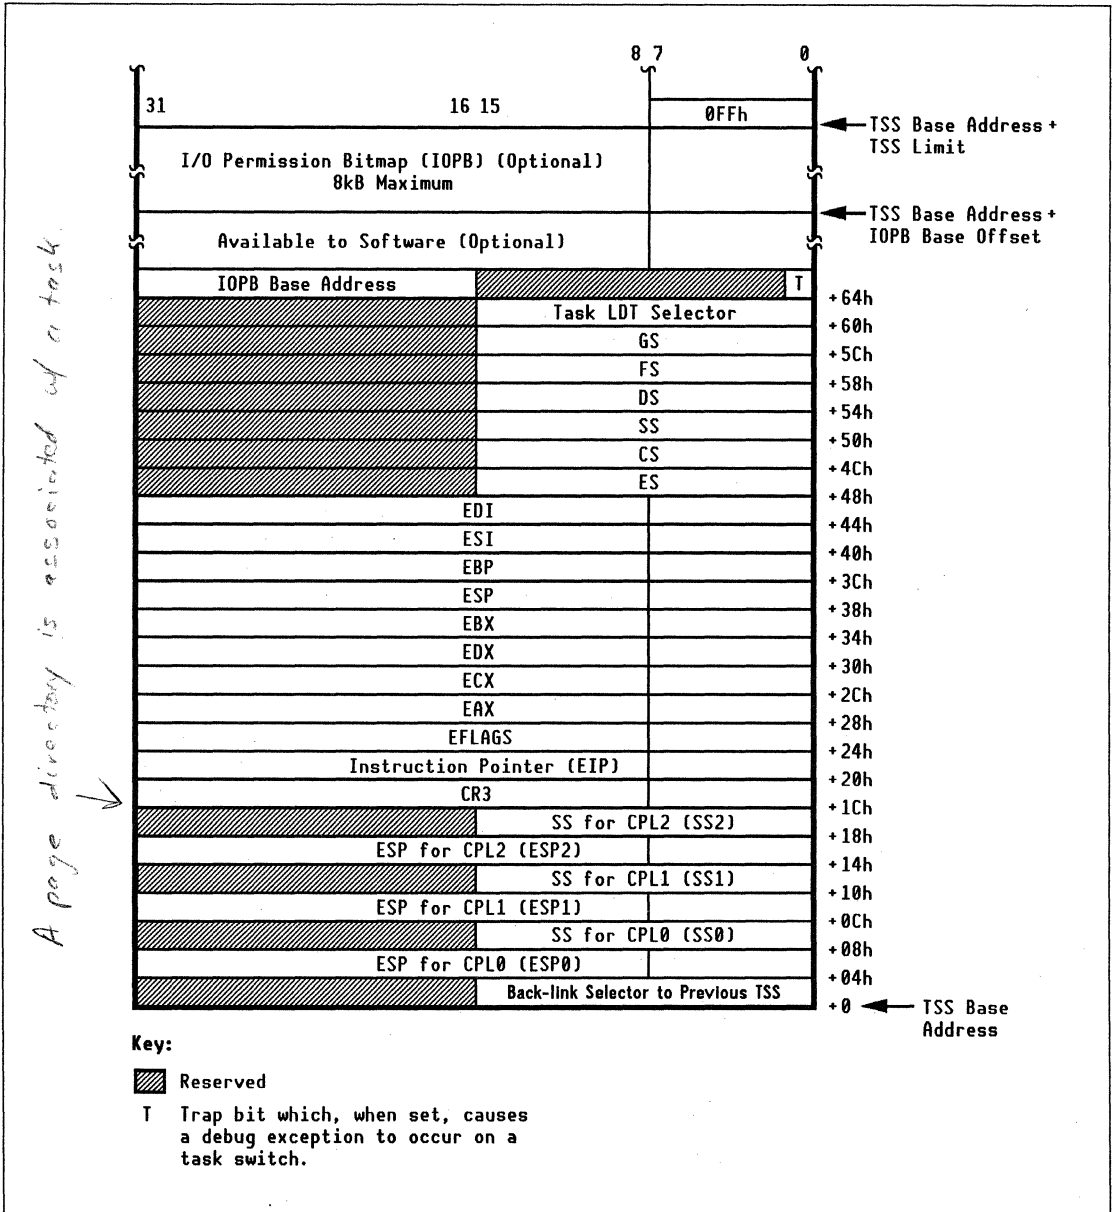 8 7 0
31 16 15
0FFh
TSS Base Address +
TSS Limit
I/O Permission Bitmap (IOPB) (Optional)
8kB Maximum
TSS Base Address +
IOPB Base Offset
Available to Software (Optional)
IOPB Base Address T
+64h
Task LDT Selector
+60h
GS
+5Ch
FS
+58h
DS
+54h
SS
+50h
CS
+4Ch
ES
+48h
EDI
+44h
ESI
+40h
EBP
+3Ch
ESP
+38h
EBX
+34h
EDX
+30h
ECX
+2Ch
EAX
+28h
EFLAGS
+24h
Instruction Pointer (EIP)
+20h
CR3
+1Ch
SS for CPL2 (SS2)
+18h
ESP for CPL2 (ESP2)
+14h
SS for CPL1 (SS1)
+10h
ESP for CPL1 (ESP1)
+0Ch
SS for CPL0 (SS0)
+08h
ESP for CPL0 (ESP0)
+04h
Back-link Selector to Previous TSS
+0
TSS Base
Address
A page directory is associated w/ a task.
Key:
Reserved
T Trap bit which, when set, causes
a debug exception to occur on a
task switch.